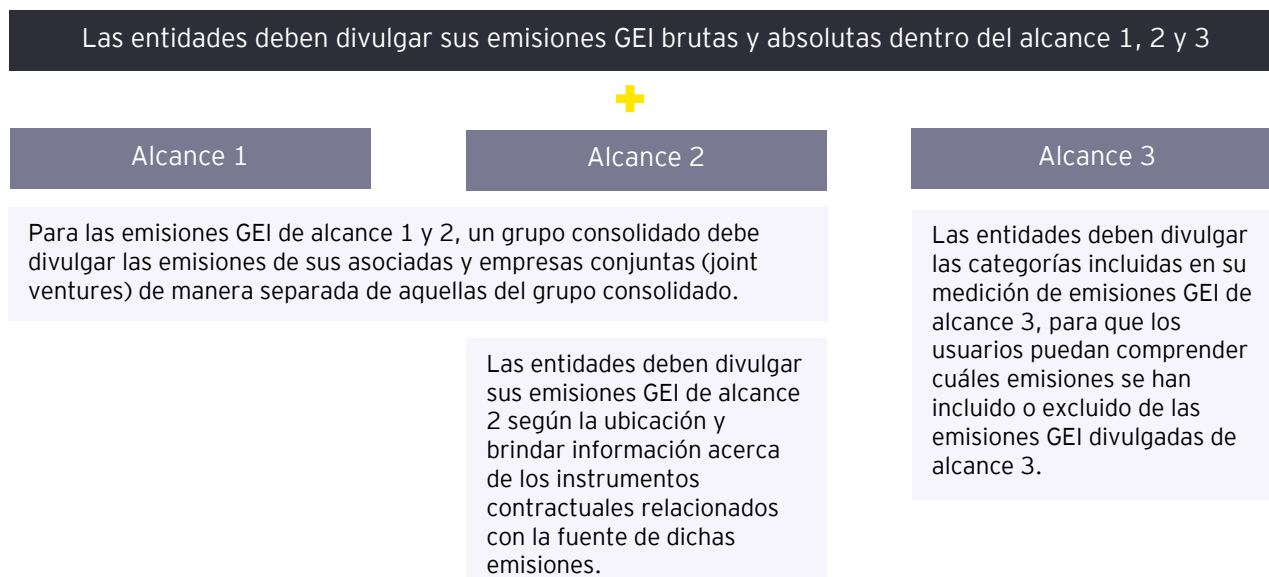 Las entidades deben divulgar sus emisiones GEI brutas y absolutas dentro del alcance 1, 2 y 3
Alcance 1
Alcance 2
Alcance 3
Para las emisiones GEI de alcance 1 y 2, un grupo consolidado debe
divulgar las emisiones de sus asociadas y empresas conjuntas (joint
ventures) de manera separada de aquellas del grupo consolidado.
Las entidades deben divulgar
sus emisiones GEI de alcance
2 según la ubicación y
brindar información acerca
de los instrumentos
contractuales relacionados
con la fuente de dichas
emisiones.
Las entidades deben divulgar
las categorías incluidas en su
medición de emisiones GEI de
alcance 3, para que los
usuarios puedan comprender
cuáles emisiones se han
incluido o excluido de las
emisiones GEI divulgadas de
alcance 3.